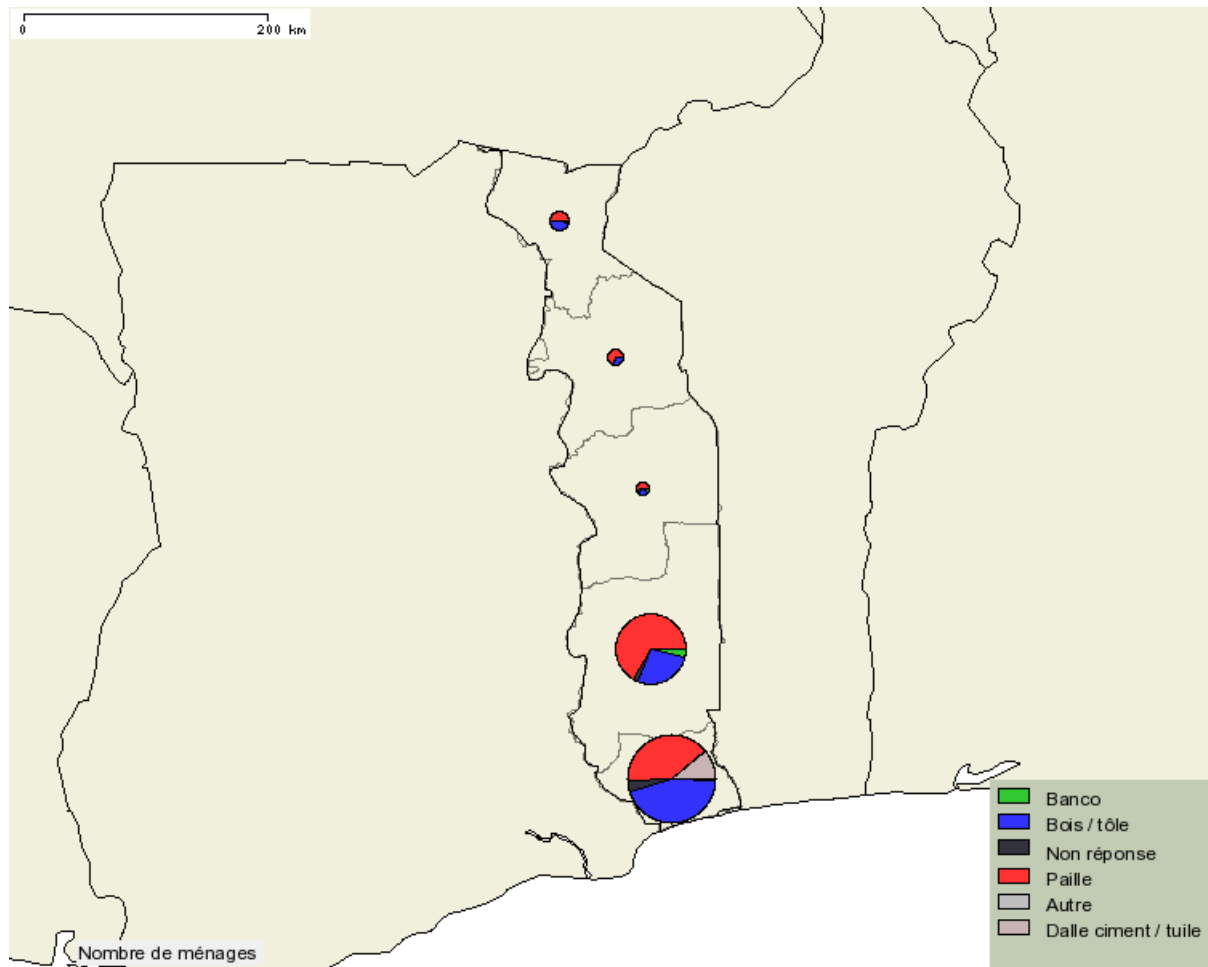 0 200 km
Banco
Bois / tôle
Non réponse
Paille
Autre
Dalle ciment / tuile
Nombre de ménages